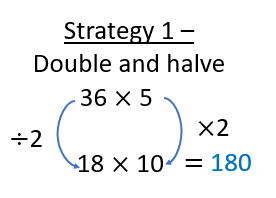 Strategy 1 –
Double and halve
36 × 5
÷2
×2
18 × 10 = 180